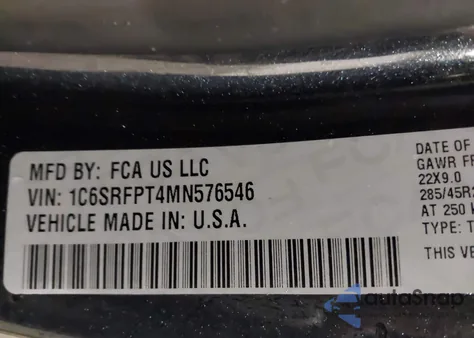 MFD BY: FCA US LLC
VIN: 1C6SRFPT4MN576546
VEHICLE MADE IN: U.S.A.
DATE OF
GAWR
22X9.0
285/45R2
AT 250
TYPE: T
THIS VE
autoSnap